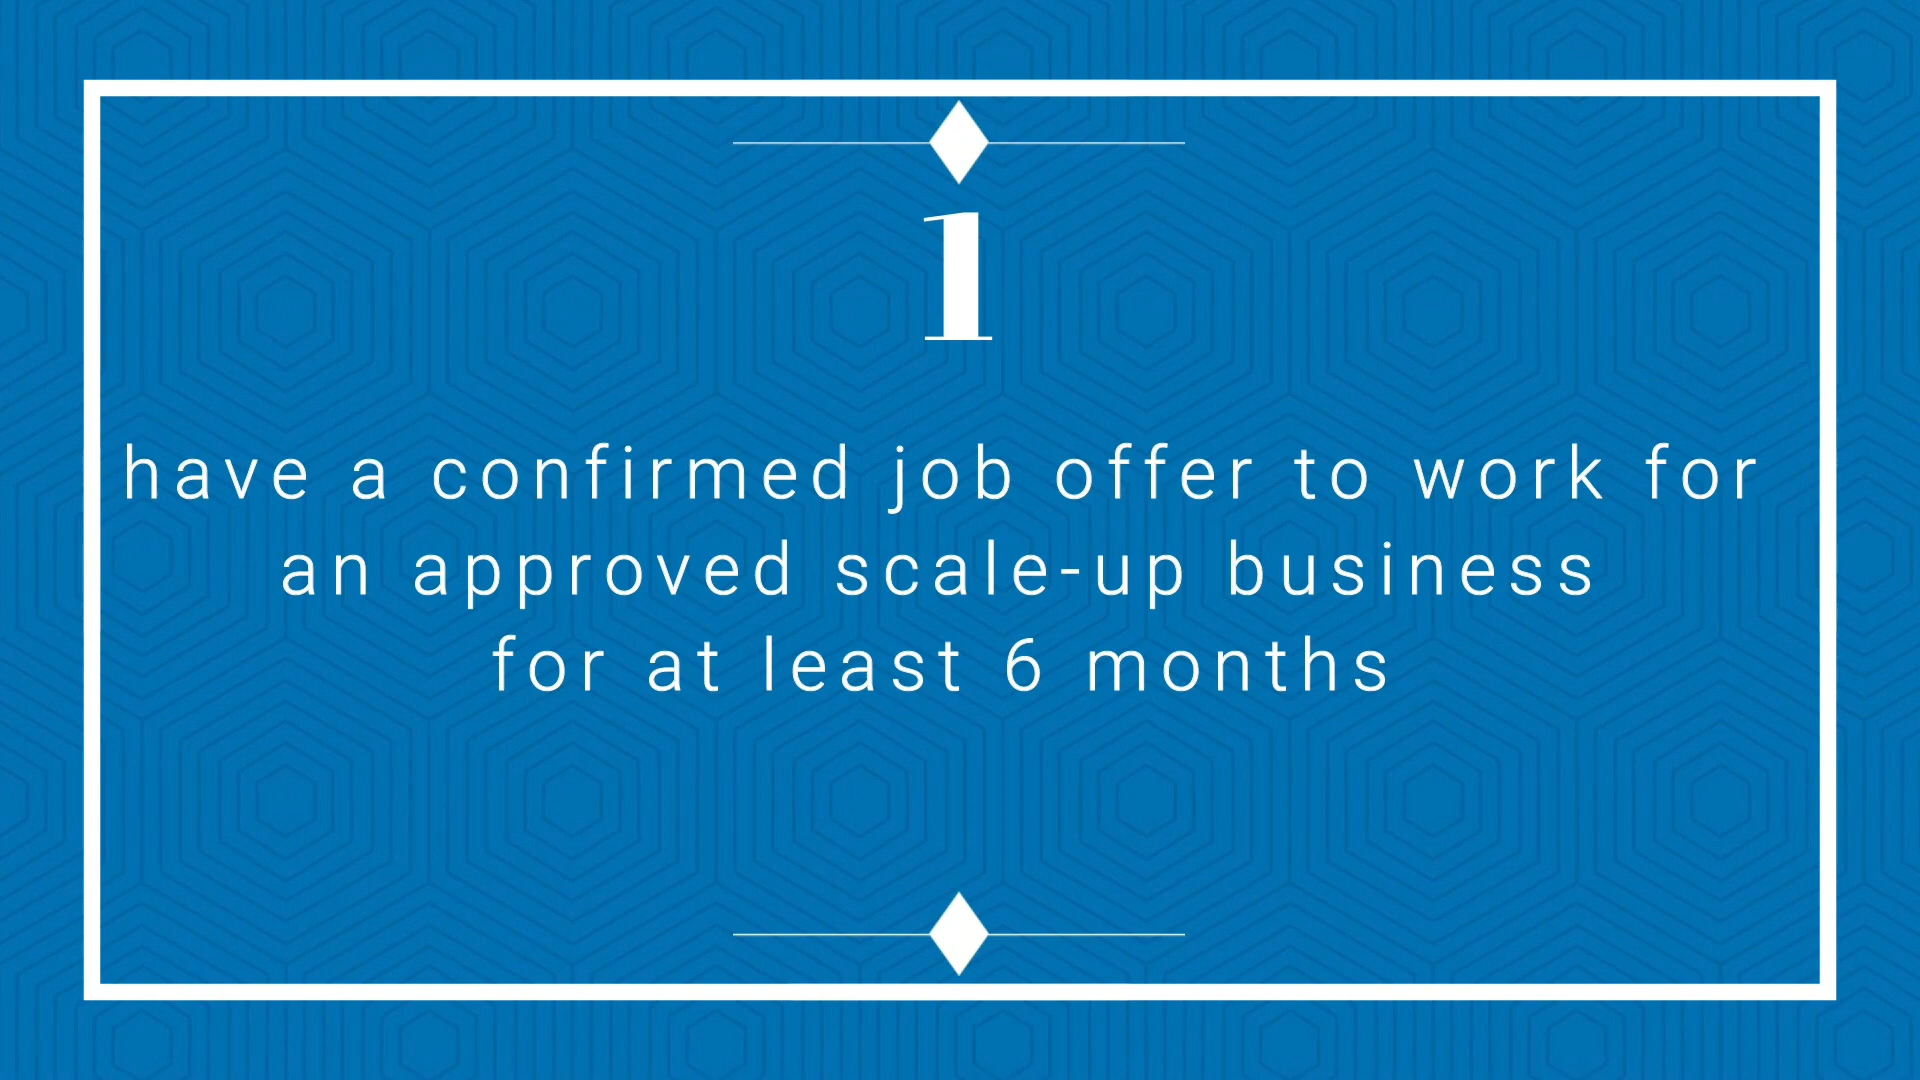 1
have a confirmed job offer to work for
an approved scale-up business
for at least 6 months